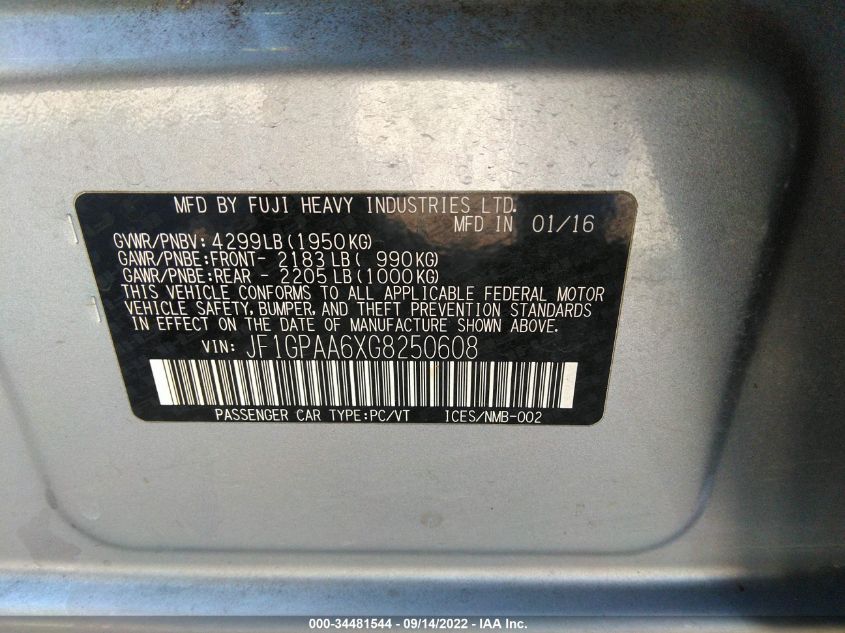 MFD BY FUJI HEAVY INDUSTRIES LTD.
MFD IN 01/16
GVWR/PNBV: 4299LB(1950KG)
GAWR/PNBE:FRONT- 2183LB( 990KG)
GAWR/PNBE:REAR - 2205LB(1000KG)
THIS VEHICLE CONFORMS TO ALL APPLICABLE FEDERAL MOTOR
VEHICLE SAFETY, BUMPER, AND THEFT PREVENTION STANDARDS
IN EFFECT ON THE DATE OF MANUFACTURE SHOWN ABOVE.
VIN: JF1GPAA6XG8250608
PASSENGER CAR TYPE:PC/VT ICES/NMB-002
000-34481544 - 09/14/2022 - IAA Inc.